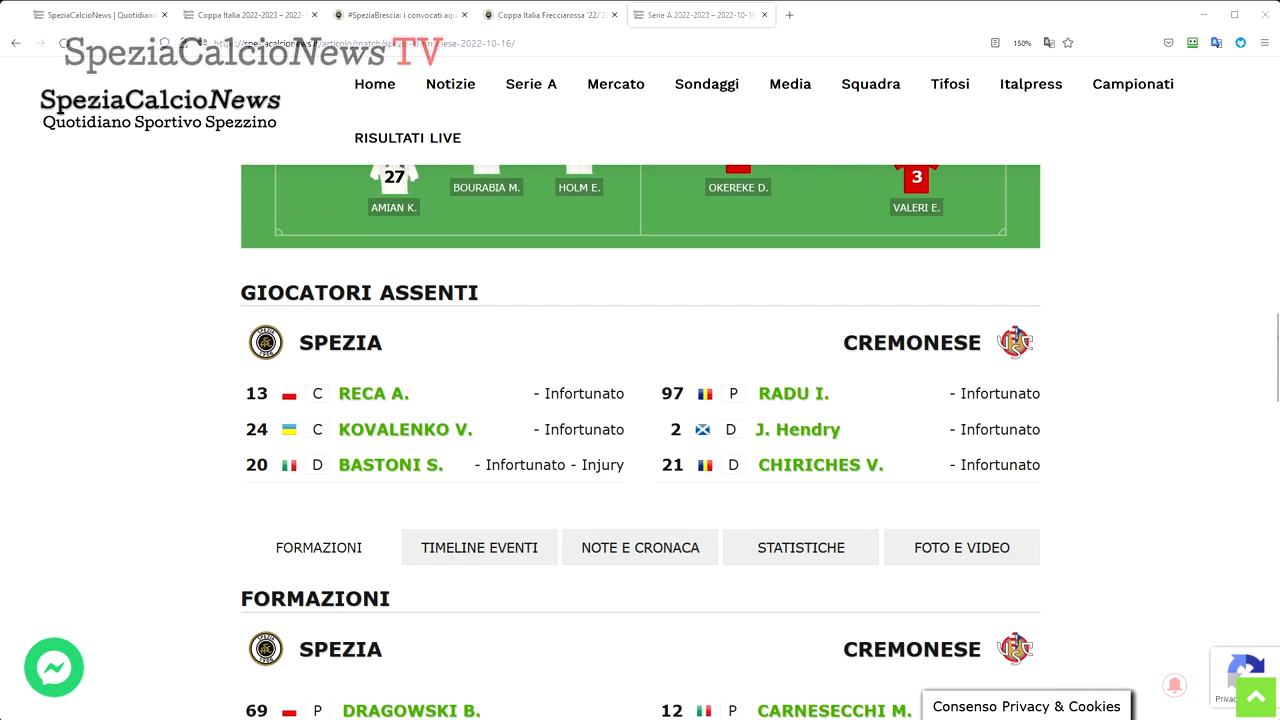 SpeziaCalcioNews | Quotidiano
Coppa Italia 2022-2023 – 2022-
#SpeziaBrescia: i convocati aqu
Coppa Italia Frecciarossa '22/'2
Serie A 2022-2023 – 2022-10-16
150%
SpeziaCalcioNews TV
SpeziaCalcioNews
Quotidiano Sportivo Spezzino
Home Notizie Serie A Mercato Sondaggi Media Squadra Tifosi Italpress Campionati
RISULTATI LIVE
27
3
BOURABIA M. HOLM E. OKEREKE D.
AMIAN K. VALERI E.
GIOCATORI ASSENTI
SPEZIA CREMONESE
13 C RECA A. - Infortunato 97 P RADU I. - Infortunato
24 C KOVALENKO V. - Infortunato 2 D J. Hendry - Infortunato
20 D BASTONI S. - Infortunato - Injury 21 D CHIRICHES V. - Infortunato
FORMAZIONI TIMELINE EVENTI NOTE E CRONACA STATISTICHE FOTO E VIDEO
FORMAZIONI
SPEZIA CREMONESE
69 P DRAGOWSKI B. 12 P CARNESECCHI M.
Consenso Privacy & Cookies